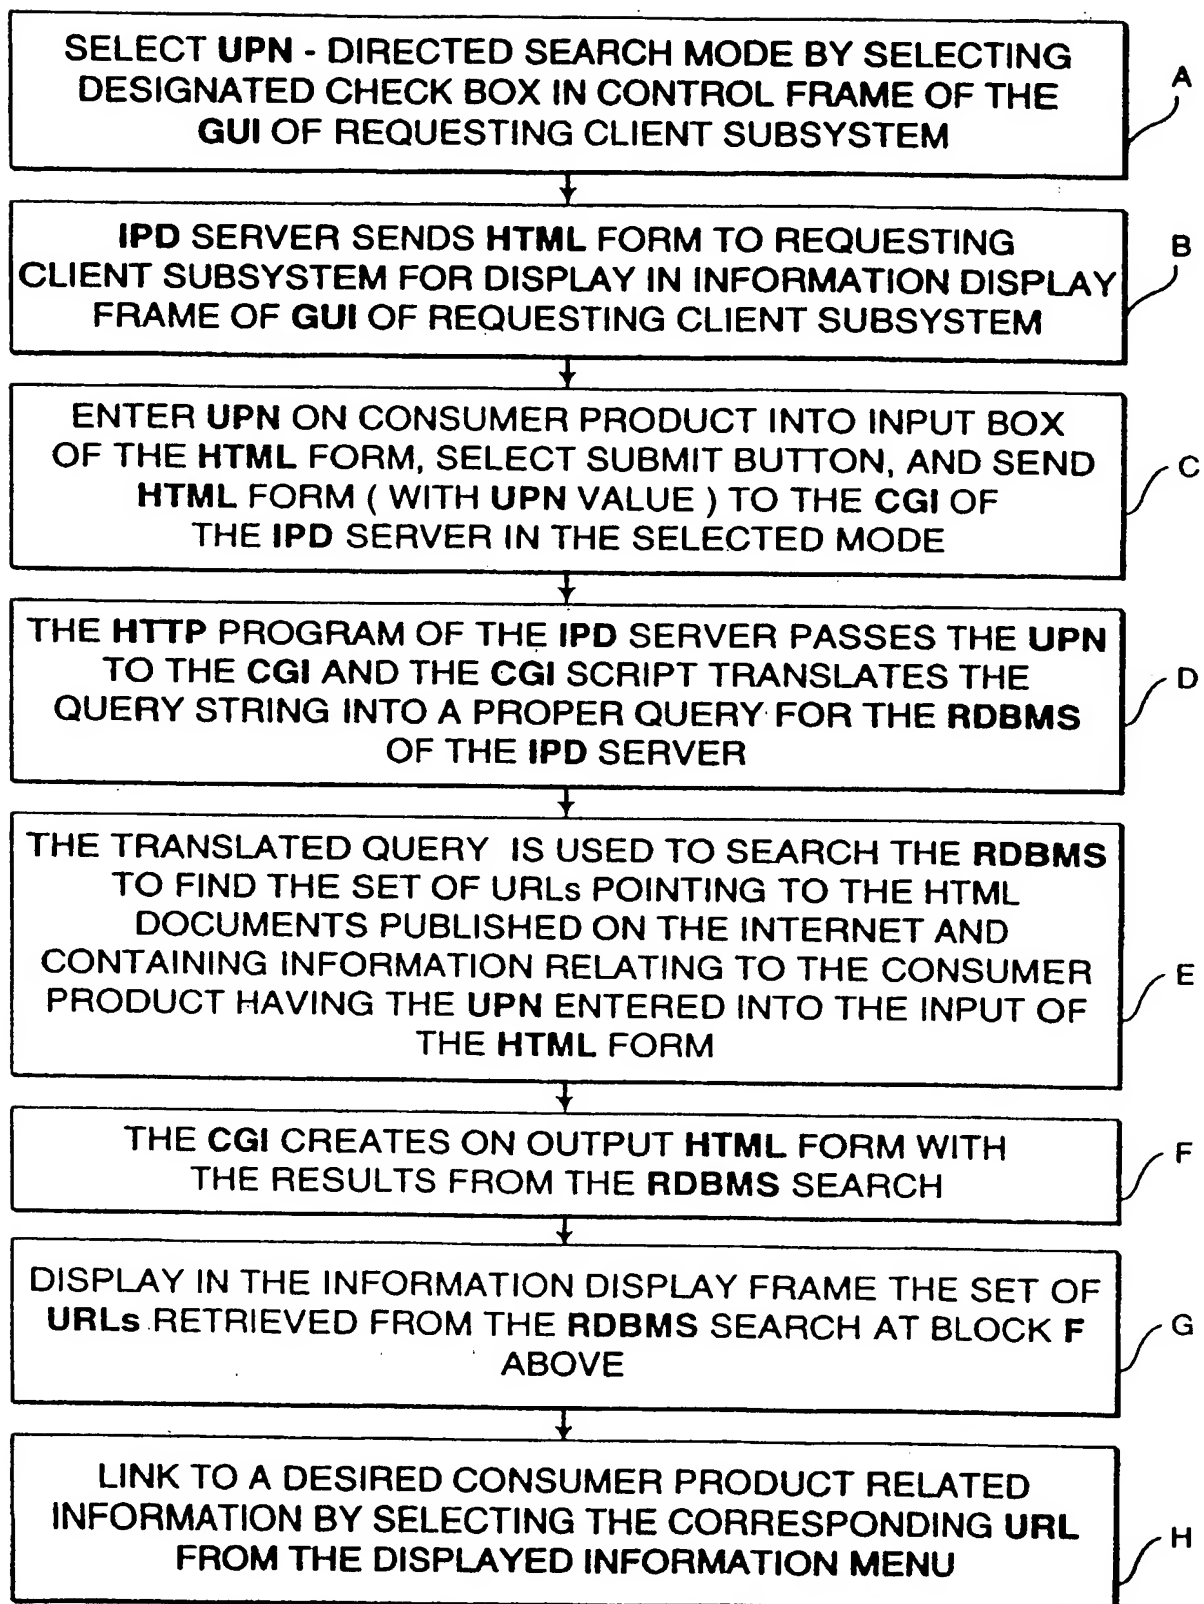 SELECT UPN - DIRECTED SEARCH MODE BY SELECTING
DESIGNATED CHECK BOX IN CONTROL FRAME OF THE
GUI OF REQUESTING CLIENT SUBSYSTEM
A
IPD SERVER SENDS HTML FORM TO REQUESTING
CLIENT SUBSYSTEM FOR DISPLAY IN INFORMATION DISPLAY
FRAME OF GUI OF REQUESTING CLIENT SUBSYSTEM
B
ENTER UPN ON CONSUMER PRODUCT INTO INPUT BOX
OF THE HTML FORM, SELECT SUBMIT BUTTON, AND SEND
HTML FORM ( WITH UPN VALUE ) TO THE CGI OF
THE IPD SERVER IN THE SELECTED MODE
C
THE HTTP PROGRAM OF THE IPD SERVER PASSES THE UPN
TO THE CGI AND THE CGI SCRIPT TRANSLATES THE
QUERY STRING INTO A PROPER QUERY FOR THE RDBMS
OF THE IPD SERVER
D
THE TRANSLATED QUERY IS USED TO SEARCH THE RDBMS
TO FIND THE SET OF URLs POINTING TO THE HTML
DOCUMENTS PUBLISHED ON THE INTERNET AND
CONTAINING INFORMATION RELATING TO THE CONSUMER
PRODUCT HAVING THE UPN ENTERED INTO THE INPUT OF
THE HTML FORM
E
THE CGI CREATES ON OUTPUT HTML FORM WITH
THE RESULTS FROM THE RDBMS SEARCH
F
DISPLAY IN THE INFORMATION DISPLAY FRAME THE SET OF
URLs RETRIEVED FROM THE RDBMS SEARCH AT BLOCK F
ABOVE
G
LINK TO A DESIRED CONSUMER PRODUCT RELATED
INFORMATION BY SELECTING THE CORRESPONDING URL
FROM THE DISPLAYED INFORMATION MENU
H